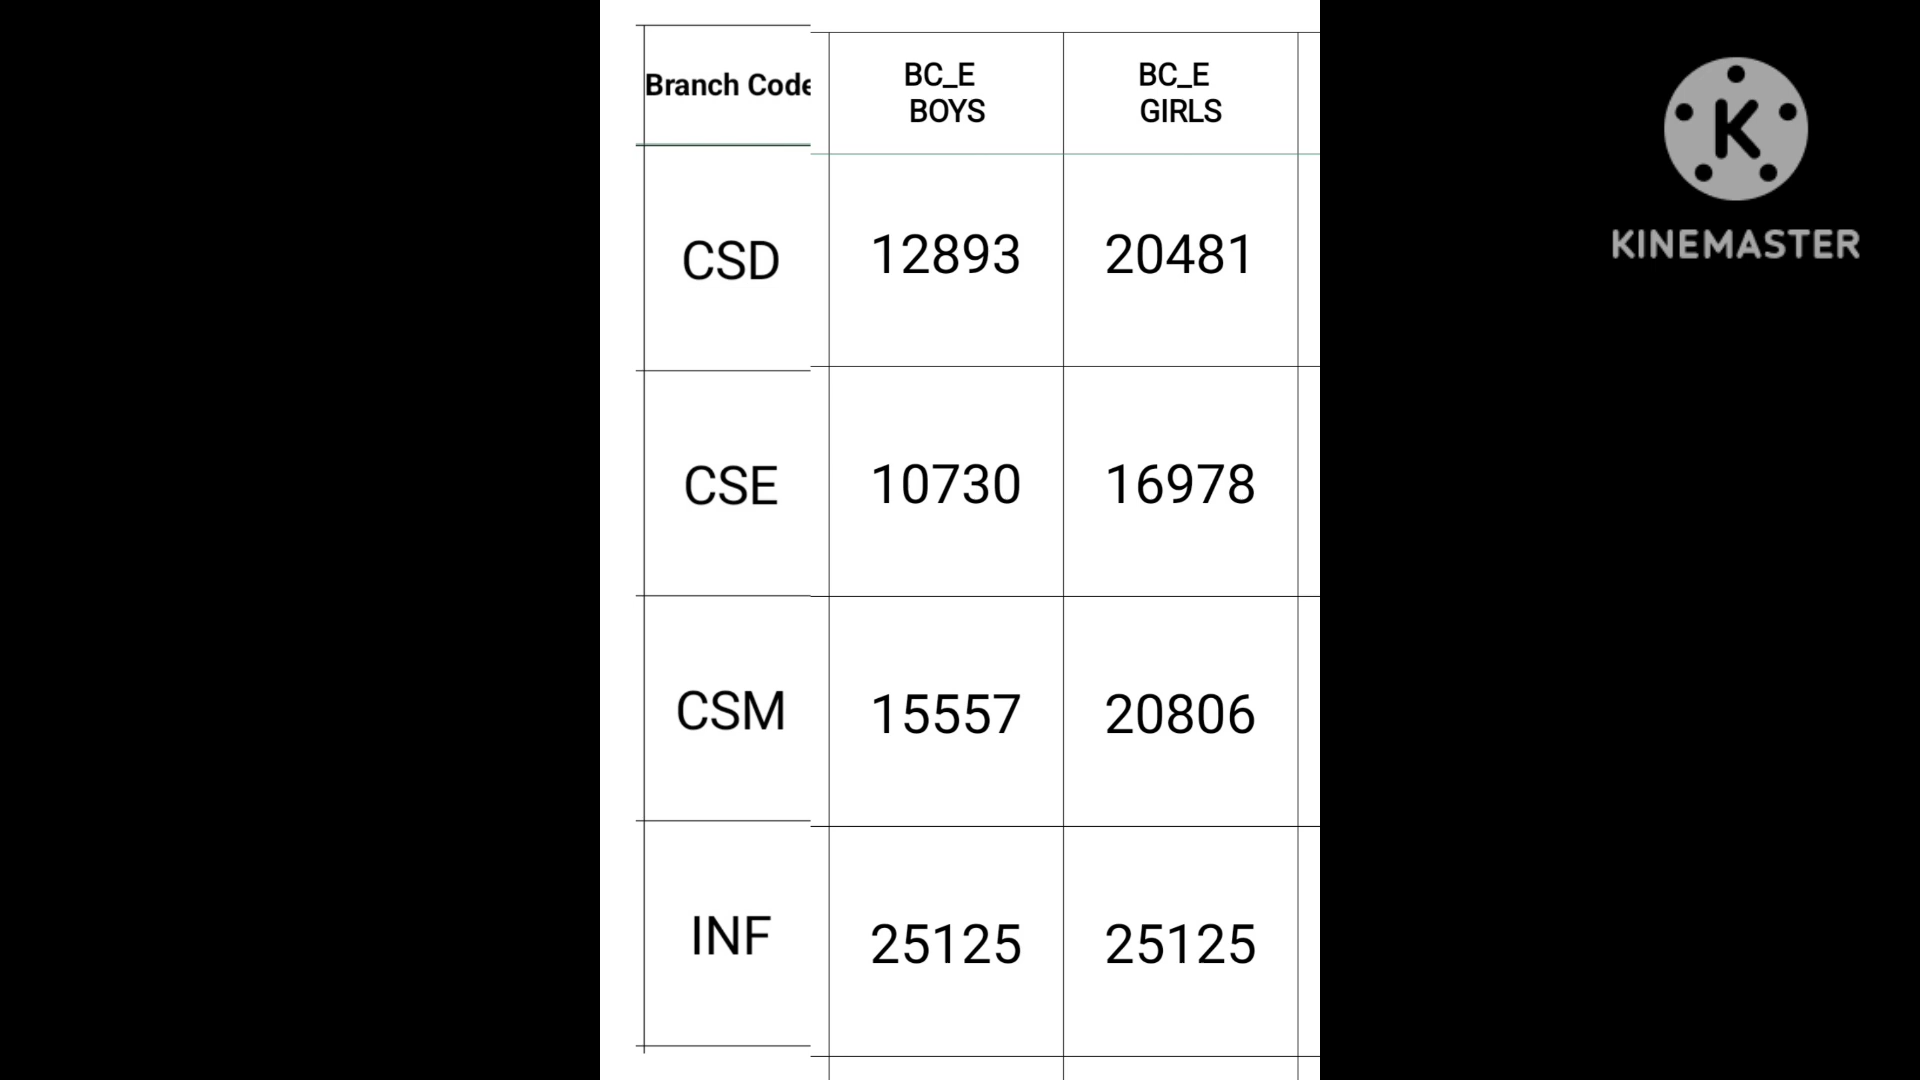 Branch Code BC_E BC_E
BOYS GIRLS
CSD 12893 20481
CSE 10730 16978
CSM 15557 20806
INF 25125 25125
K
KINEMASTER